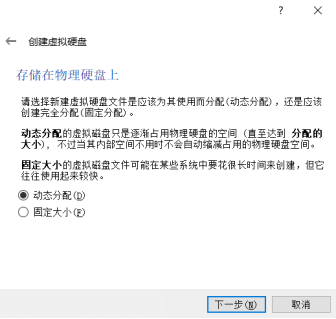 ?
创建虚拟硬盘
存储在物理硬盘上
请选择新建虚拟硬盘文件是应该为其使用而分配(动态分配)，还是应该
创建完全分配(固定分配)。
动态分配的虚拟磁盘只是逐渐占用物理硬盘的空间 (直至达到 分配的
大小)，不过当其内部空间不用时不会自动缩减占用的物理硬盘空间。
固定大小的虚拟磁盘文件可能在某些系统中要花很长时间来创建，但它
往往使用起来较快。
动态分配(D)
固定大小(F)
下一步(N) 取消